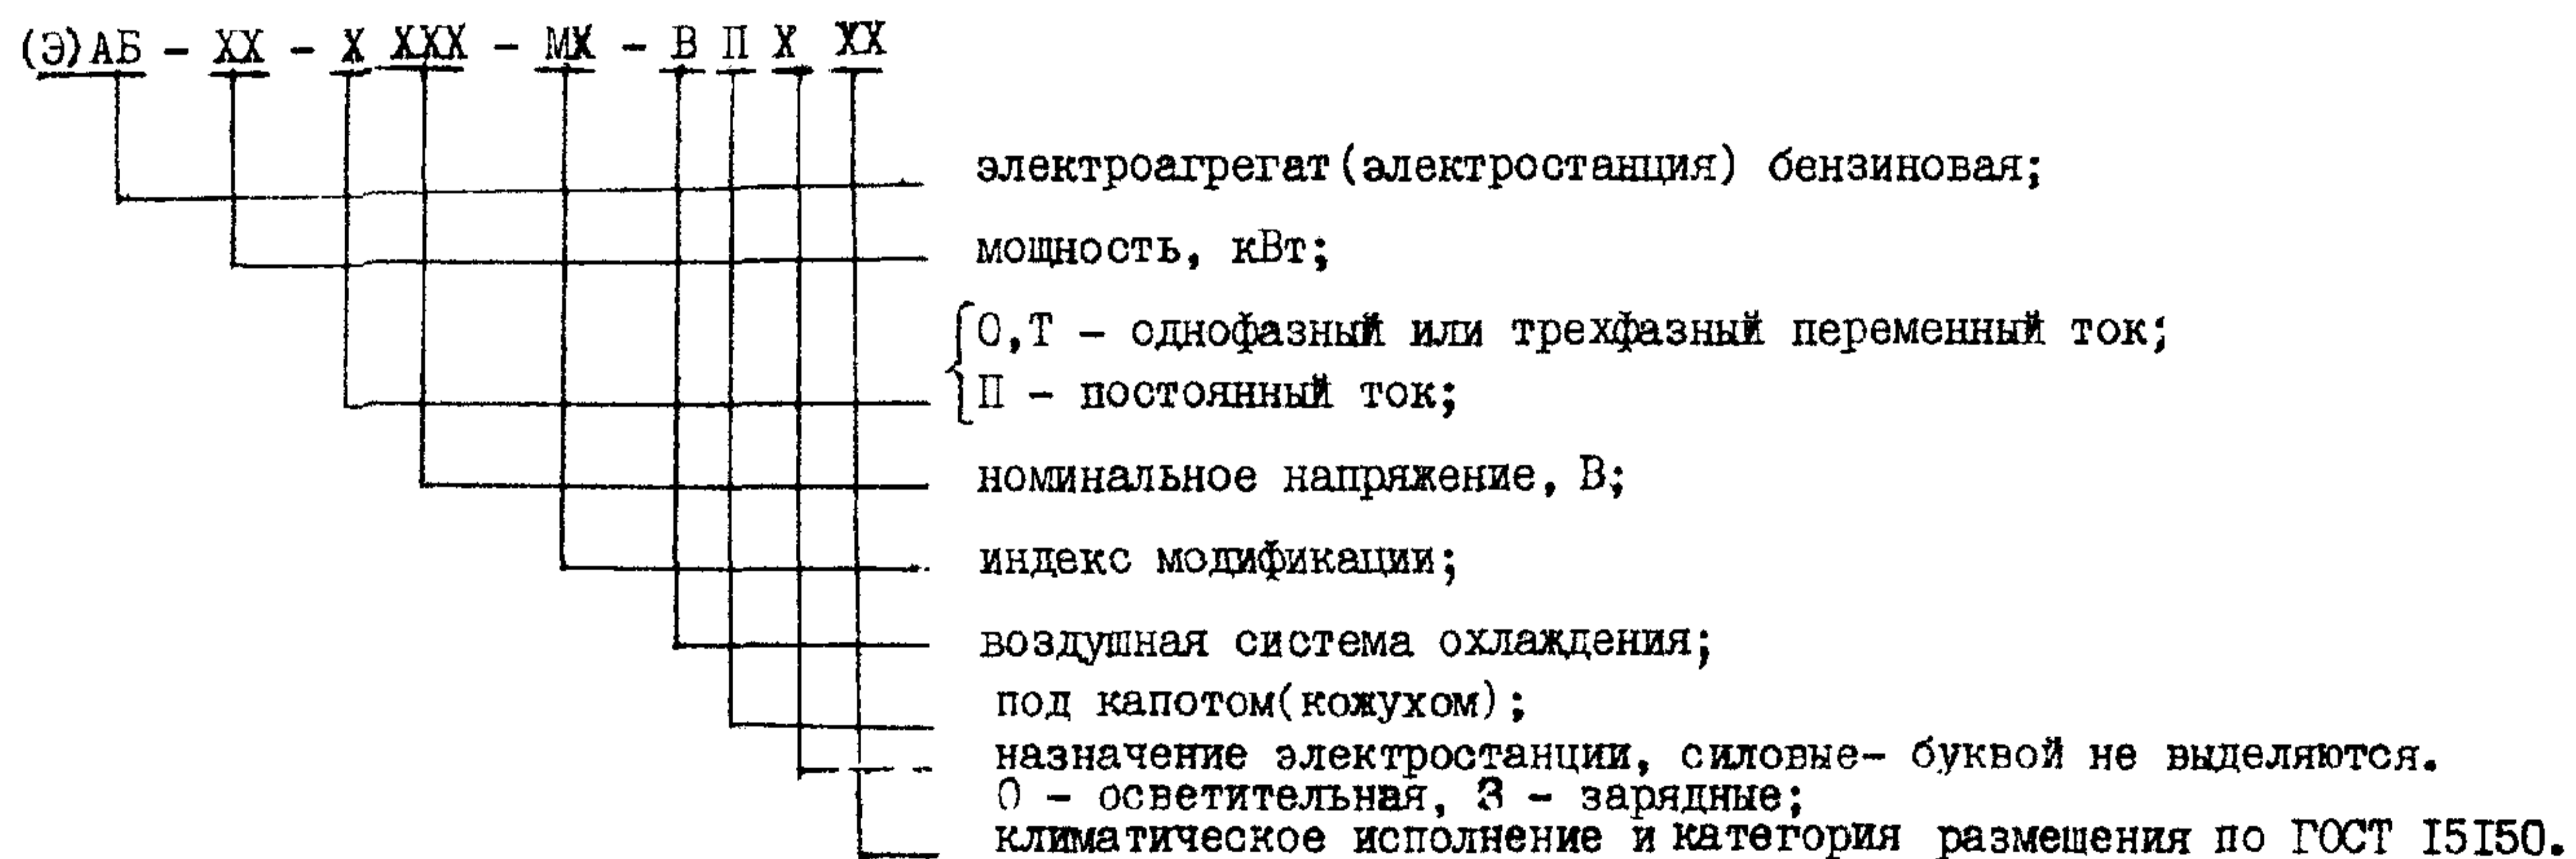 (Э)АБ - XX - X XXX - МX - В П X XX
электроагрегат(электростанция) бензиновая;
мощность, кВт;
О,Т - однофазный или трехфазный переменный ток;
П - постоянный ток;
номинальное напряжение, В;
индекс модификации;
воздушная система охлаждения;
под капотом(кожухом);
назначение электростанции, силовые- буквой не выделяются.
О - осветительная, З - зарядные;
климатическое исполнение и категория размещения по ГОСТ I5I50.